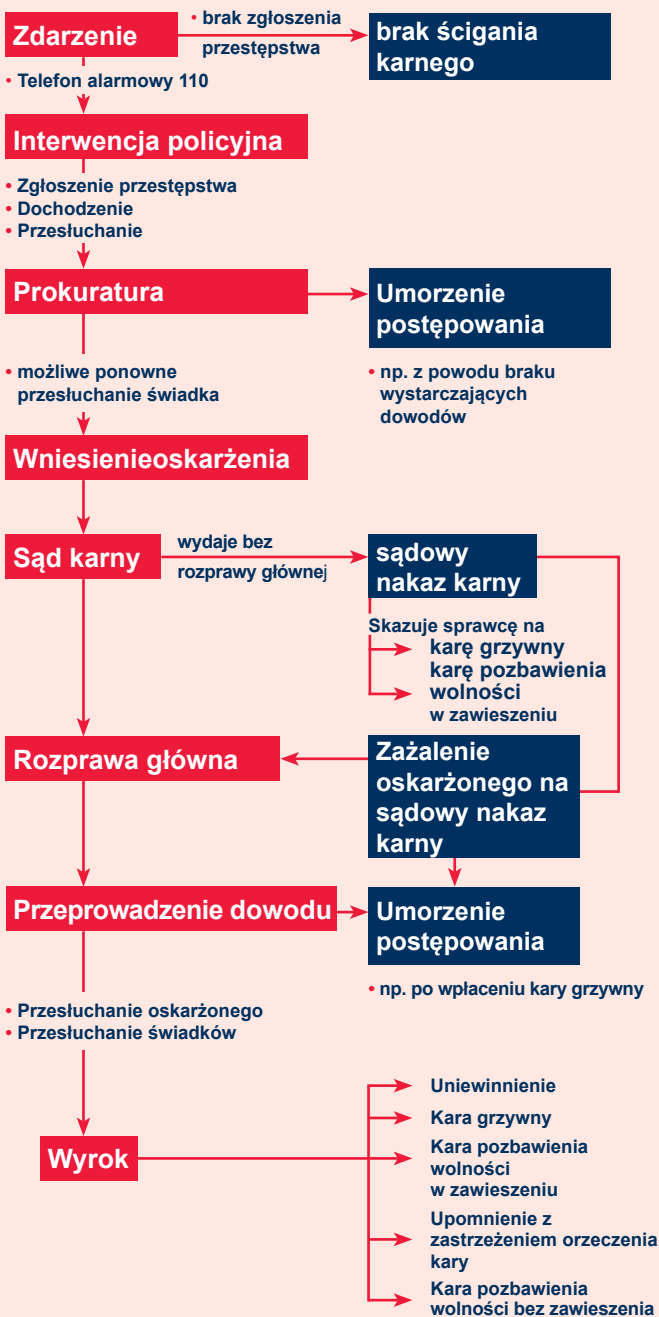 Zdarzenie
• brak zgłoszenia
przestępstwa
brak ścigania
karnego
• Telefon alarmowy 110
Interwencja policyjna
• Zgłoszenie przestępstwa
• Dochodzenie
• Przesłuchanie
Prokuratura
Umorzenie
postępowania
• możliwe ponowne
przesłuchanie świadka
• np. z powodu braku
wystarczających
dowodów
Wniesienieoskarżenia
Sąd karny
wydaje bez
rozprawy głównej
sądowy
nakaz karny
Skazuje sprawcę na
karę grzywny
karę pozbawienia
wolności
w zawieszeniu
Rozprawa główna
Zażalenie
oskarżonego na
sądowy nakaz
karny
Przeprowadzenie dowodu
Umorzenie
postępowania
• np. po wpłaceniu kary grzywny
• Przesłuchanie oskarżonego
• Przesłuchanie świadków
Wyrok
Uniewinnienie
Kara grzywny
Kara pozbawienia
wolności
w zawieszeniu
Upomnienie z
zastrzeżeniem orzeczenia
kary
Kara pozbawienia
wolności bez zawieszenia